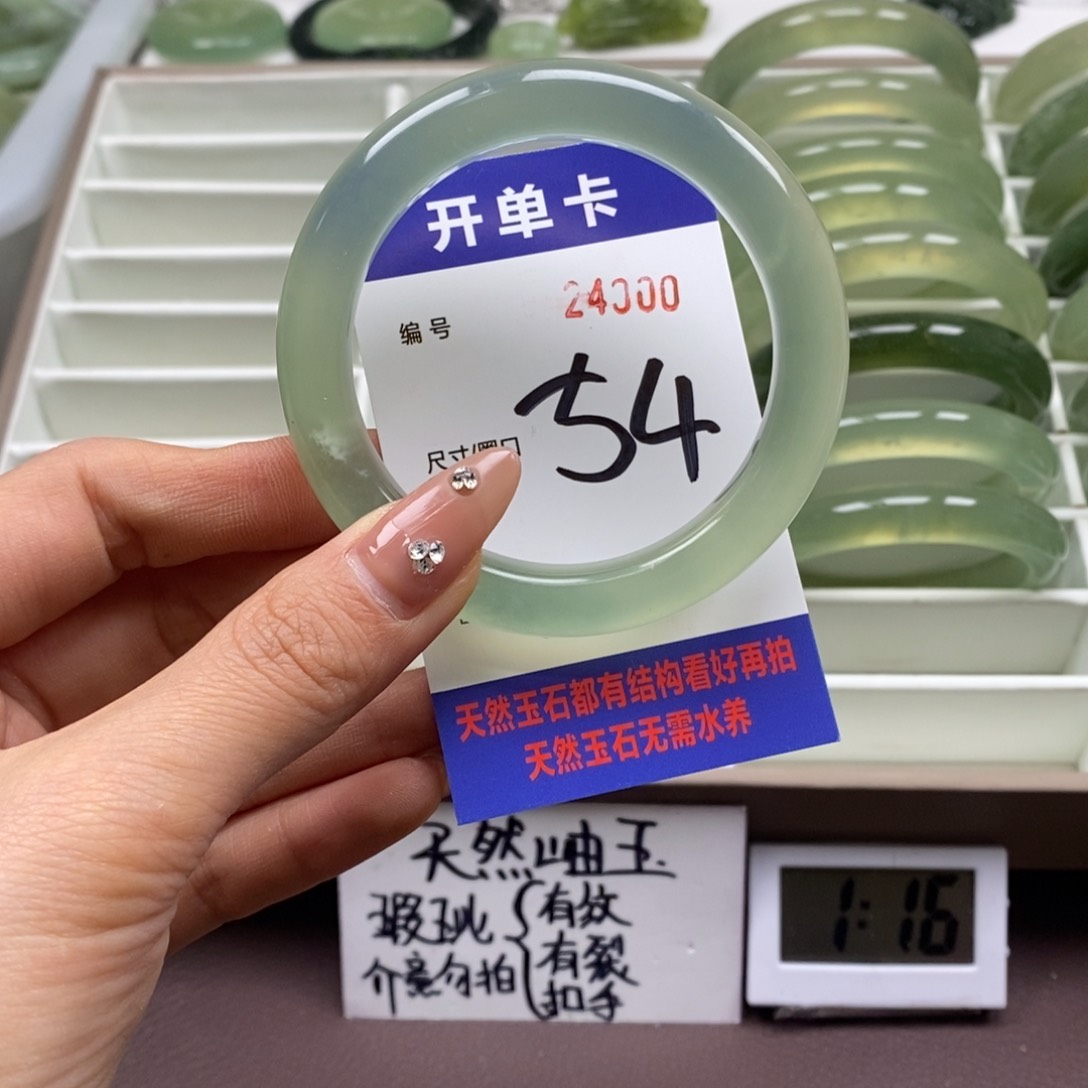 开单卡
编号 24000
尺寸/圈口 54
天然玉石都有结构看好再拍
天然玉石无需水养
天然岫玉
瑕玼 有纹
有裂
介意勿拍 扣手
1:16